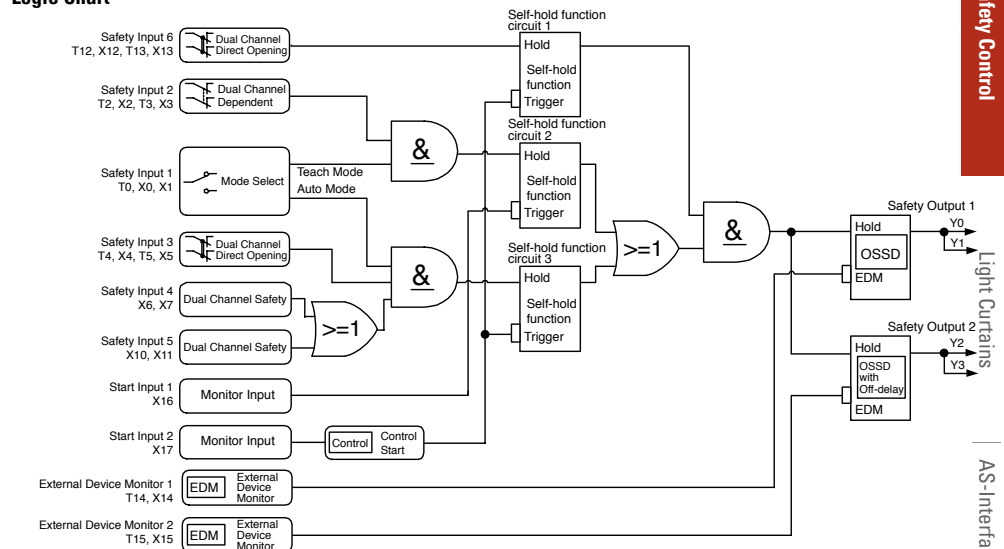 Safety Input 6
T12, X12, T13, X13
Dual Channel
Direct Opening
Safety Input 2
T2, X2, T3, X3
Dual Channel
Dependent
Safety Input 1
T0, X0, X1
Mode Select
Teach Mode
Auto Mode
Safety Input 3
T4, X4, T5, X5
Dual Channel
Direct Opening
Safety Input 4
X6, X7
Dual Channel Safety
Safety Input 5
X10, X11
Dual Channel Safety
Start Input 1
X16
Monitor Input
Start Input 2
X17
Monitor Input
Control
Control
Start
External Device Monitor 1
T14, X14
EDM
External
Device
Monitor
External Device Monitor 2
T15, X15
EDM
External
Device
Monitor
&
&
>=1
Self-hold function
circuit 1
Hold
Self-hold
function
Trigger
Self-hold function
circuit 2
Hold
Self-hold
function
Trigger
Self-hold function
circuit 3
Hold
Self-hold
function
Trigger
>=1
&
Safety Output 1
Hold
OSSD
EDM
Y0
Y1
Safety Output 2
Hold
OSSD
with
Off-delay
EDM
Y2
Y3
Control
Light Curtains